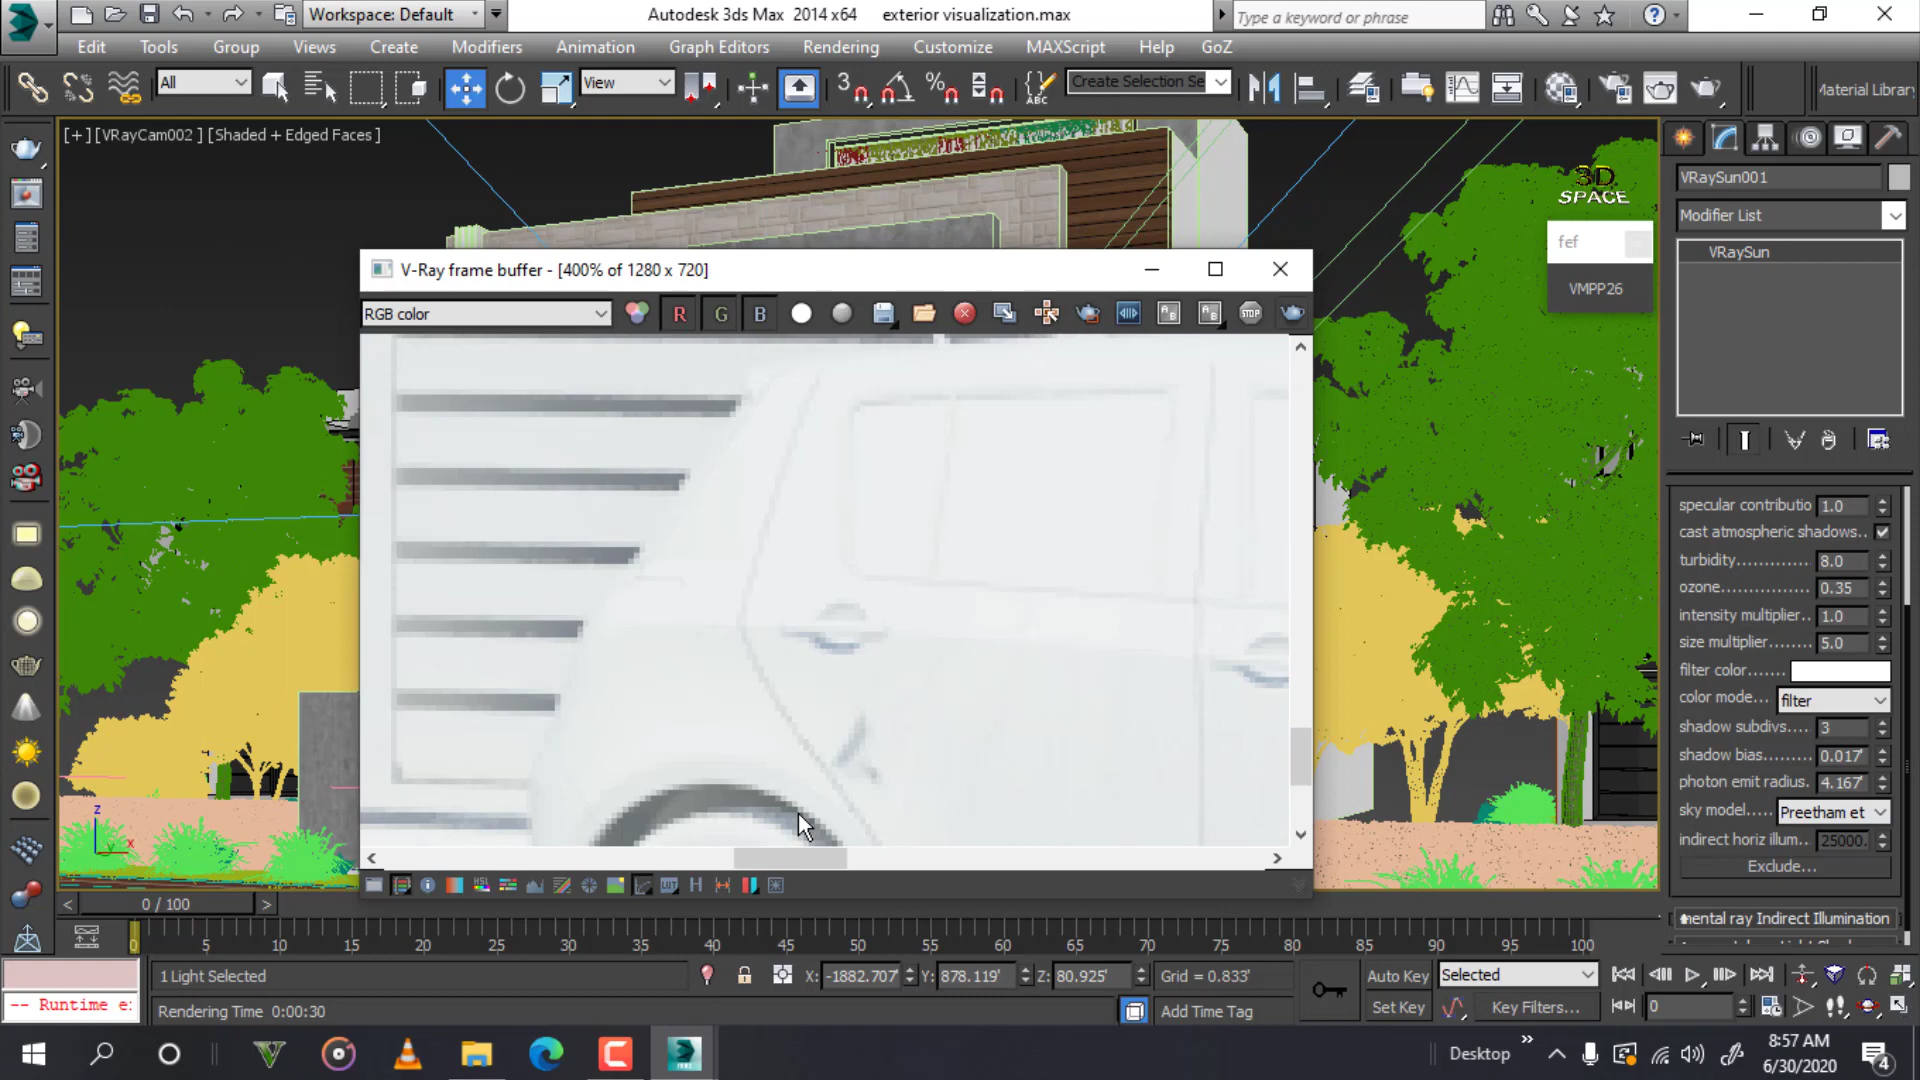 Workspace: Default
Autodesk 3ds Max 2014 x64 exterior visualization.max
Type a keyword or phrase
Edit Tools Group Views Create Modifiers Animation Graph Editors Rendering Customize MAXScript Help GoZ
All
View
3
%
ABC
Create Selection Se
Material Library
[ + ] [VRayCam002 ] [Shaded + Edged Faces ]
3D
SPACE
fef
VMPP26
VRaySun001
Modifier List
VRaySun
V-Ray frame buffer - [400% of 1280 x 720]
RGB color
R G B
STOP
HSL
H
specular contributio 1.0
cast atmospheric shadows..
turbidity............. 8.0
ozone............... 0.35
intensity multiplier.. 1.0
size multiplier...... 5.0
filter color.......
color mode... filter
shadow subdivs.... 3
shadow bias......... 0.017'
photon emit radius. 4.167'
sky model.... Preetham et
indirect horiz illum... 25000.
Exclude...
mental ray Indirect Illumination
z
x
y
< 0 / 100 >
0 5 10 15 20 25 30 35 40 45 50 55 60 65 70 75 80 85 90 95 100
1 Light Selected
X: -1882.707' Y: 878.119' Z: 80.925'
Grid = 0.833'
Auto Key
Selected
-- Runtime e:
Rendering Time 0:00:30
Add Time Tag
Set Key
Key Filters...
0
Desktop
8:57 AM
6/30/2020
4